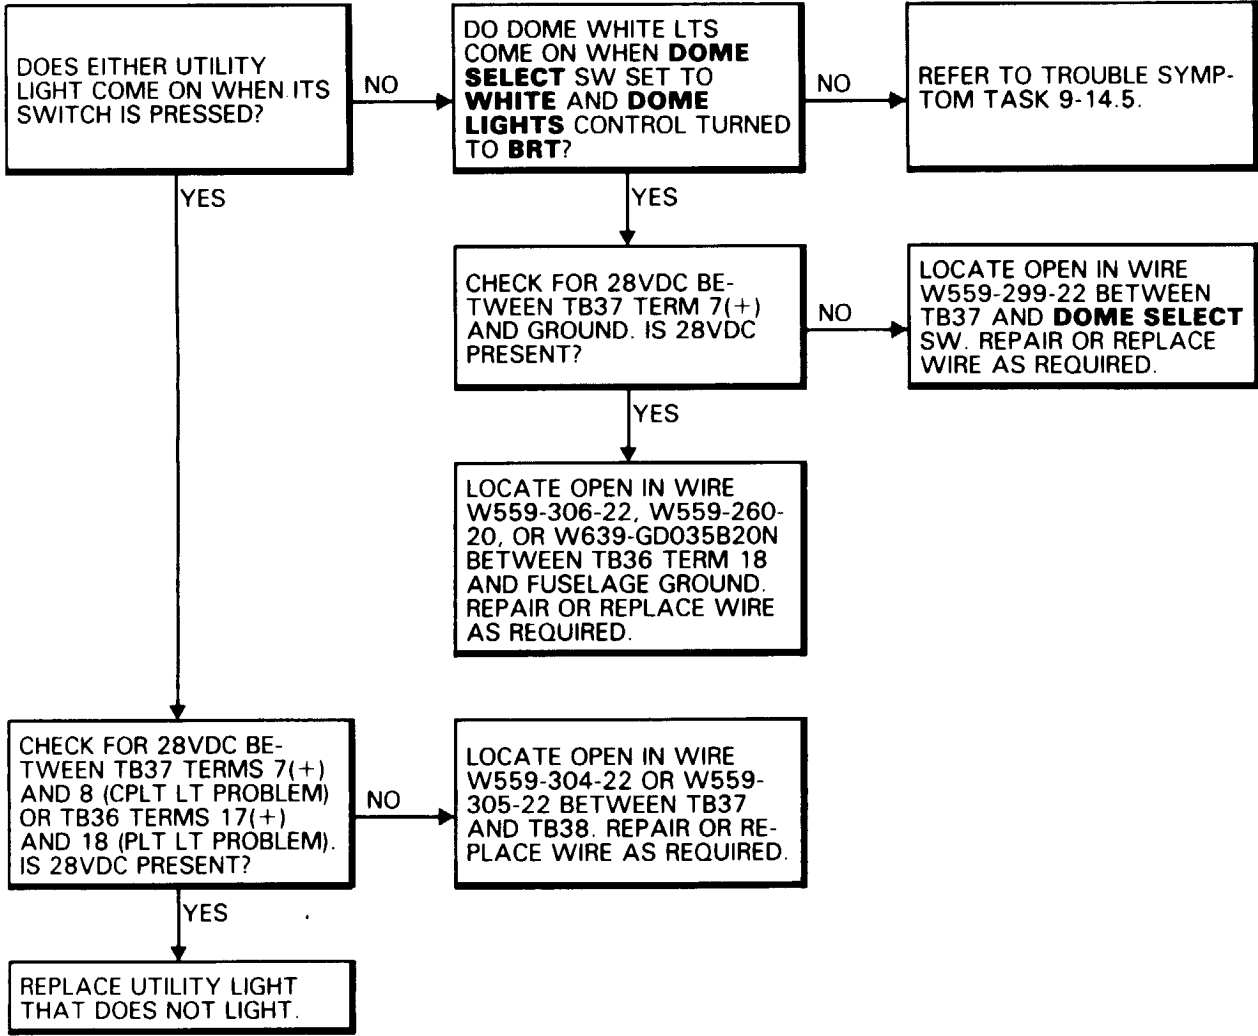 DOES EITHER UTILITY
LIGHT COME ON WHEN ITS
SWITCH IS PRESSED?
NO
DO DOME WHITE LTS
COME ON WHEN DOME
SELECT SW SET TO
WHITE AND DOME
LIGHTS CONTROL TURNED
TO BRT?
NO
REFER TO TROUBLE SYMP-
TOM TASK 9-14.5.
YES
YES
CHECK FOR 28VDC BE-
TWEEN TB37 TERM 7(+)
AND GROUND. IS 28VDC
PRESENT?
NO
LOCATE OPEN IN WIRE
W559-299-22 BETWEEN
TB37 AND DOME SELECT
SW. REPAIR OR REPLACE
WIRE AS REQUIRED.
YES
LOCATE OPEN IN WIRE
W559-306-22, W559-260-
20, OR W639-GD035B20N
BETWEEN TB36 TERM 18
AND FUSELAGE GROUND.
REPAIR OR REPLACE WIRE
AS REQUIRED.
CHECK FOR 28VDC BE-
TWEEN TB37 TERMS 7(+)
AND 8 (CPLT LT PROBLEM)
OR TB36 TERMS 17(+)
AND 18 (PLT LT PROBLEM).
IS 28VDC PRESENT?
NO
LOCATE OPEN IN WIRE
W559-304-22 OR W559-
305-22 BETWEEN TB37
AND TB38. REPAIR OR RE-
PLACE WIRE AS REQUIRED.
YES
REPLACE UTILITY LIGHT
THAT DOES NOT LIGHT.